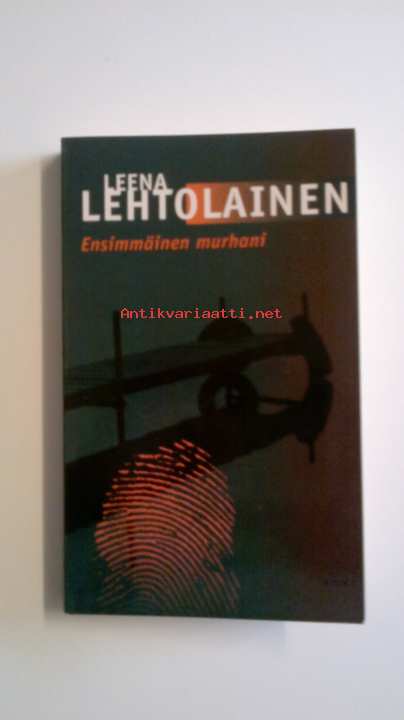 LEENA
LEHTOLAINEN
Ensimmäinen murhani
Antikvariaatti.net